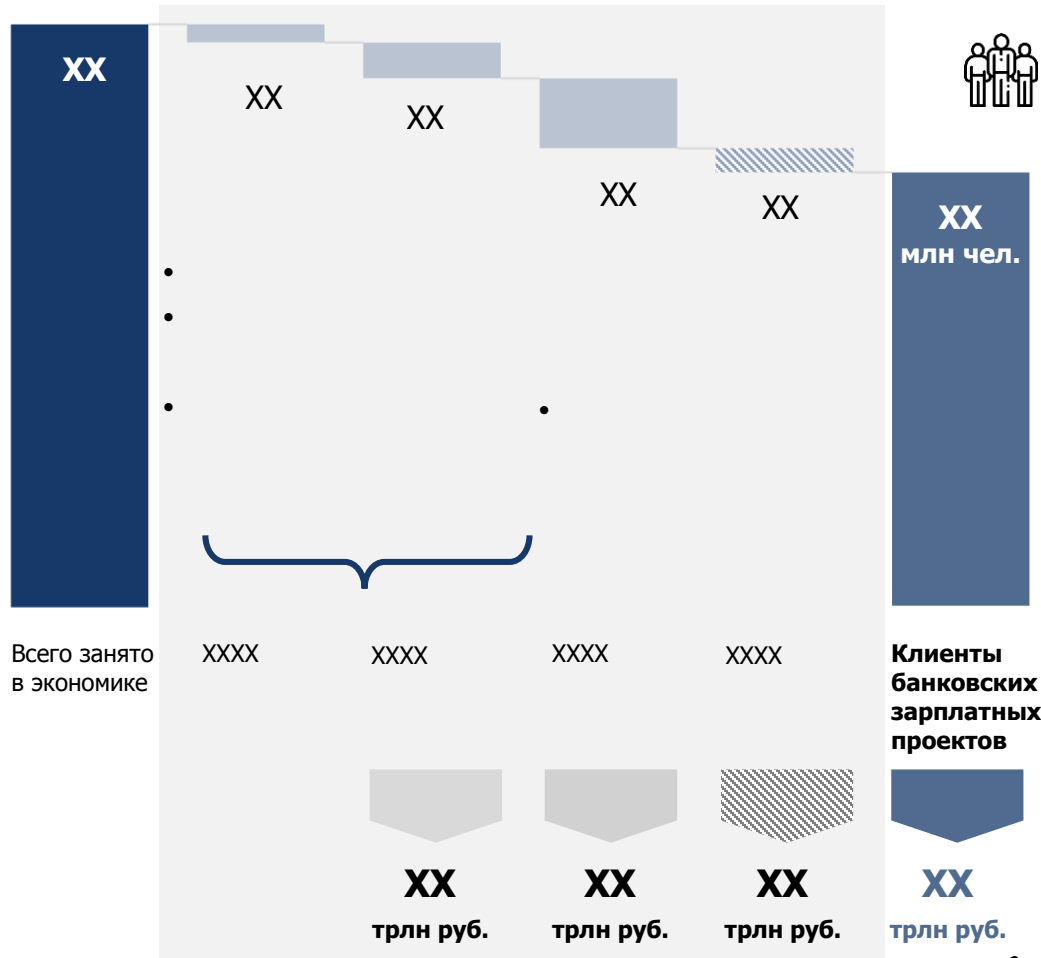 XX
XX
XX
XX
XX
XX
млн чел.
•
•
•
•
Всего занято
в экономике
XXXX
XXXX
XXXX
XXXX
Клиенты
банковских
зарплатных
проектов
XX
трлн руб.
XX
трлн руб.
XX
трлн руб.
XX
трлн руб.